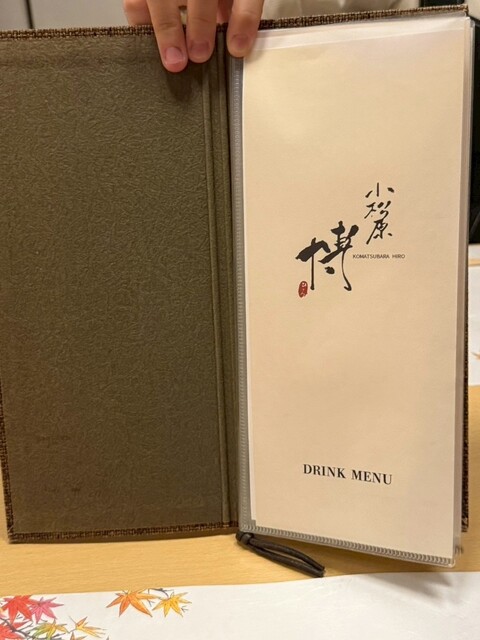 小松原
博
KOMATSUBARA HIRO
DRINK MENU